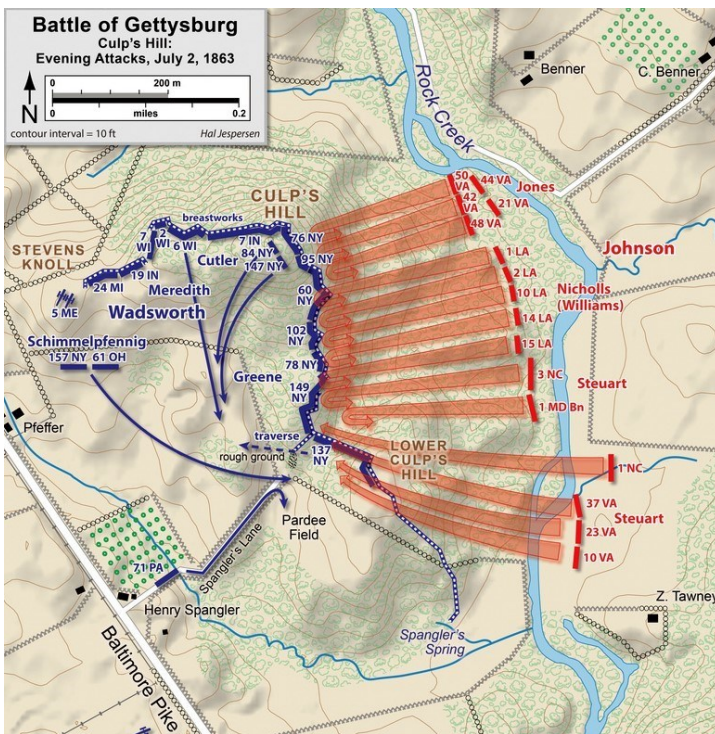 Battle of Gettysburg
Culp's Hill:
Evening Attacks, July 2, 1863
N
0
200 m
0
miles
0.2
contour interval = 10 ft
Hal Jespersen
Benner
C. Benner
Rock Creek
50
VA
44 VA
Jones
42
VA
21 VA
48 VA
CULP'S
HILL
breastworks
7
WI
2
WI
6 WI
7 IN
76 NY
STEVENS
KNOLL
Cutler
84 NY
147 NY
95 NY
19 IN
24 MI
Meredith
Wadsworth
5 ME
60
NY
1 LA
Johnson
2 LA
10 LA
Nicholls
(Williams)
14 LA
15 LA
Schimmelpfennig
157 NY
61 OH
102
NY
78 NY
Greene
149
NY
3 NC
Steuart
1 MD Bn
Pfeffer
traverse
rough ground
137
NY
LOWER
CULP'S
HILL
1 NC
37 VA
Steuart
23 VA
10 VA
Pardee
Field
Spangler's Lane
71 PA
Henry Spangler
Z. Tawney
Baltimore Pike
Spangler's
Spring